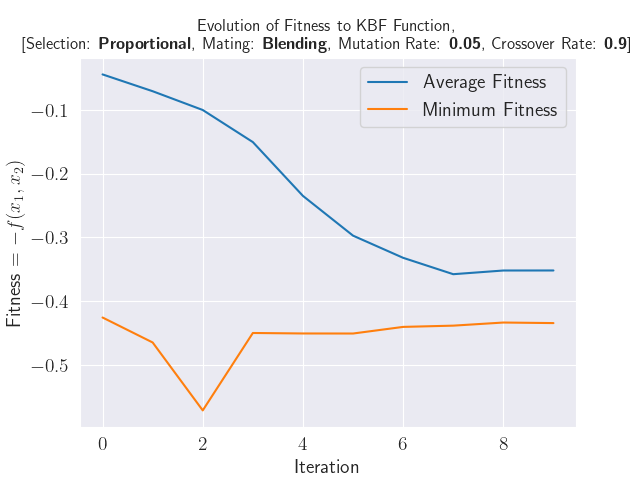 Evolution of Fitness to KBF Function,
[Selection: Proportional, Mating: Blending, Mutation Rate: 0.05, Crossover Rate: 0.9]
Average Fitness
Minimum Fitness
Fitness = −f(x₁, x₂)
−0.1
−0.2
−0.3
−0.4
−0.5
0 2 4 6 8
Iteration